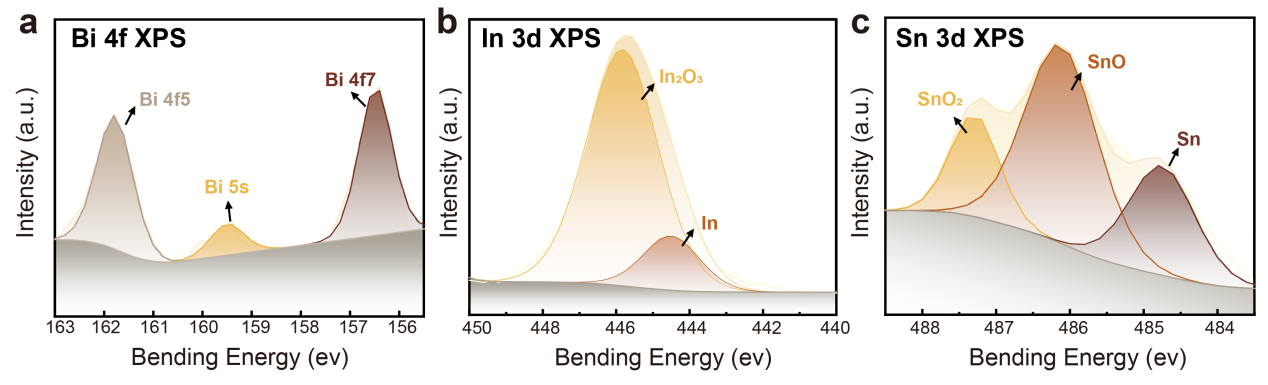 a
Bi 4f XPS
Bi 4f5
Bi 5s
Bi 4f7
Intensity (a.u.)
163 162 161 160 159 158 157 156
Bending Energy (ev)
b
In 3d XPS
In₂O₃
In
Intensity (a.u.)
450 448 446 444 442 440
Bending Energy (ev)
c
Sn 3d XPS
SnO₂
SnO
Sn
Intensity (a.u.)
488 487 486 485 484
Bending Energy (ev)